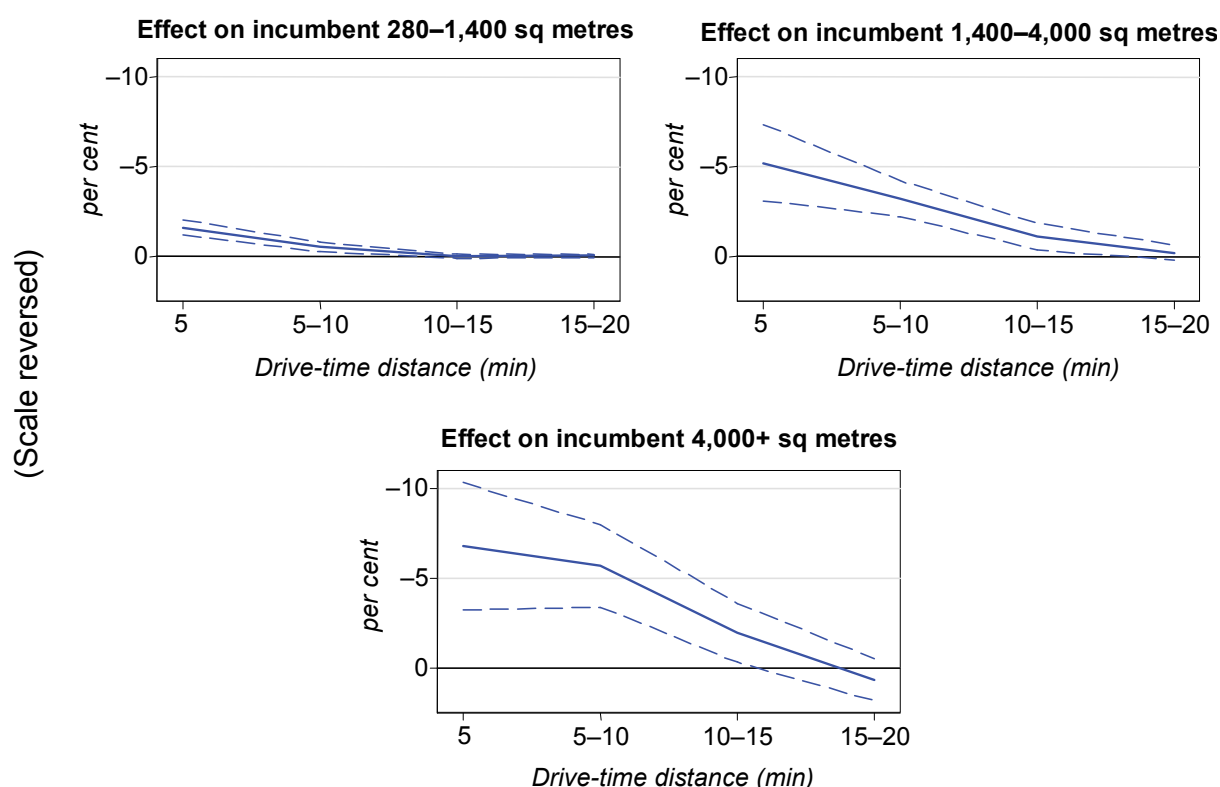 (Scale reversed)
Effect on incumbent 280–1,400 sq metres
per cent
–10
–5
0
5 5–10 10–15 15–20
Drive-time distance (min)
Effect on incumbent 1,400–4,000 sq metres
per cent
–10
–5
0
5 5–10 10–15 15–20
Drive-time distance (min)
Effect on incumbent 4,000+ sq metres
per cent
–10
–5
0
5 5–10 10–15 15–20
Drive-time distance (min)